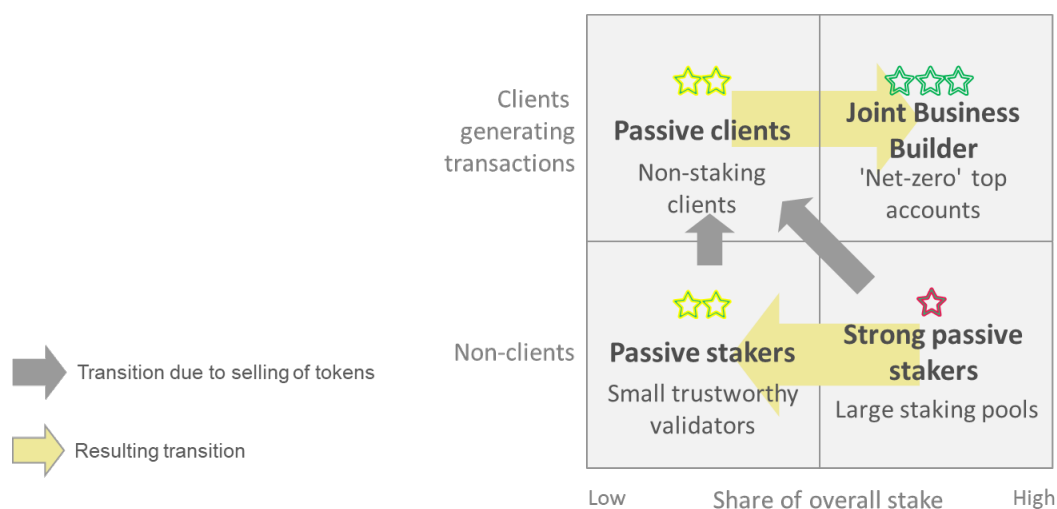 Clients
generating
transactions
Passive clients
Non-staking
clients
Joint Business
Builder
'Net-zero' top
accounts
Non-clients
Passive stakers
Small trustworthy
validators
Strong passive
stakers
Large staking pools
Transition due to selling of tokens
Resulting transition
Low
Share of overall stake
High